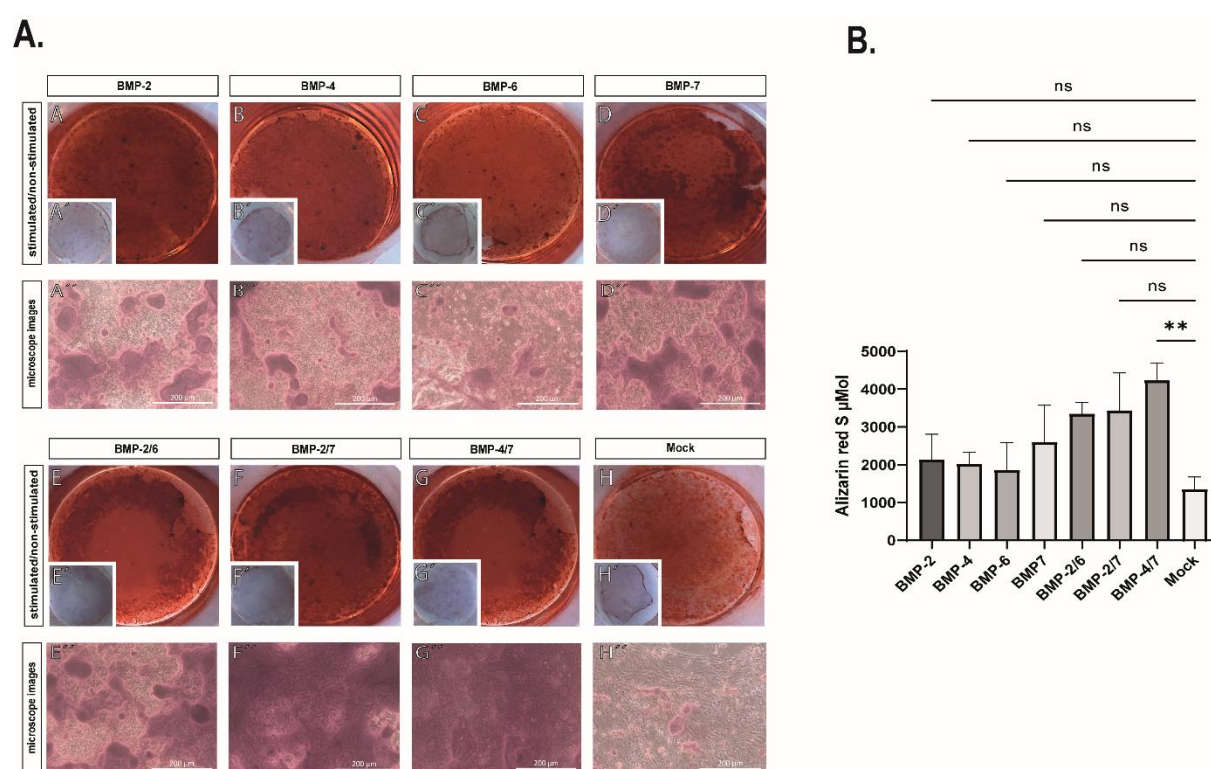 A.
BMP-2 BMP-4 BMP-6 BMP-7
stimulated/non-stimulated
A B C D
A´ B´ C´ D´
microscope images
A´´ B´´ C´´ D´´
200 µm 200 µm 200 µm 200 µm
BMP-2/6 BMP-2/7 BMP-4/7 Mock
stimulated/non-stimulated
E F G H
E´ F´ G´ H´
microscope images
E´´ F´´ G´´ H´´
200 µm 200 µm 200 µm 200 µm
B.
ns
ns
ns
ns
ns
ns
**
Alizarin red S µMol
5000
4000
3000
2000
1000
0
BMP-2 BMP-4 BMP-6 BMP7 BMP-2/6 BMP-2/7 BMP-4/7 Mock